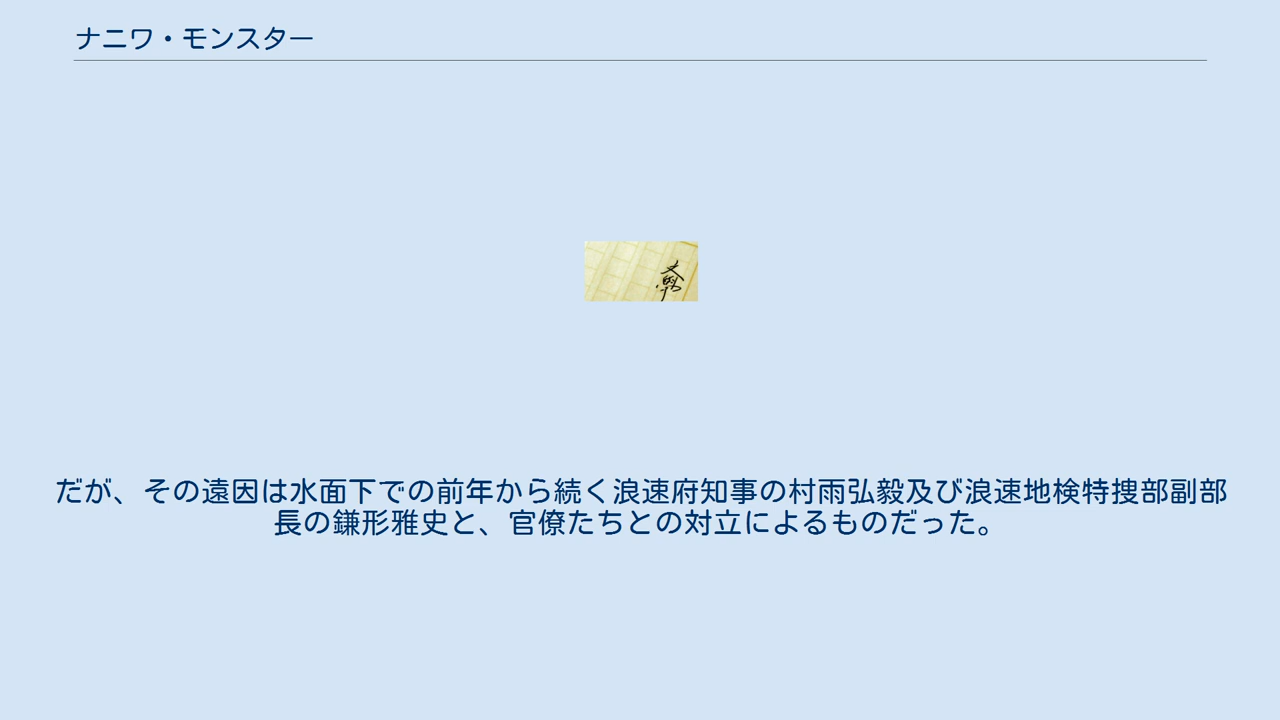 ナニワ・モンスター
だが、その遠因は水面下での前年から続く浪速府知事の村雨弘毅及び浪速地検特捜部副部
長の鎌形雅史と、官僚たちとの対立によるものだった。